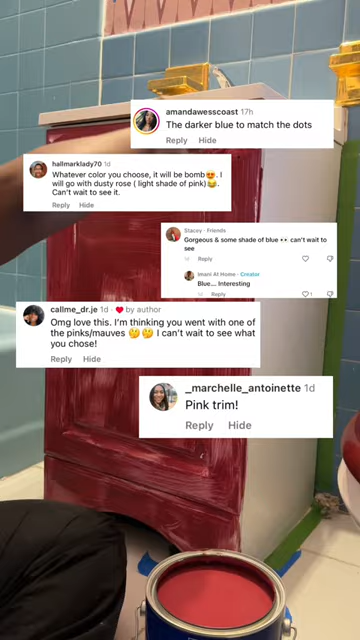 amandawesscoast 17h
The darker blue to match the dots
Reply Hide
hallmarklady70 1d
Whatever color you choose, it will be bomb😍. I
will go with dusty rose ( light shade of pink)😂.
Can't wait to see it.
Reply Hide
Stacey · Friends
Gorgeous & some shade of blue 👀 can't wait to
see
1d Reply
Imani At Home · Creator
Blue... Interesting
Reply 1
callme_dr.je 1d · ❤️ by author
Omg love this. I'm thinking you went with one of
the pinks/mauves 🤔🤔 I can't wait to see what
you chose!
Reply Hide
_marchelle_antoinette 1d
Pink trim!
Reply Hide